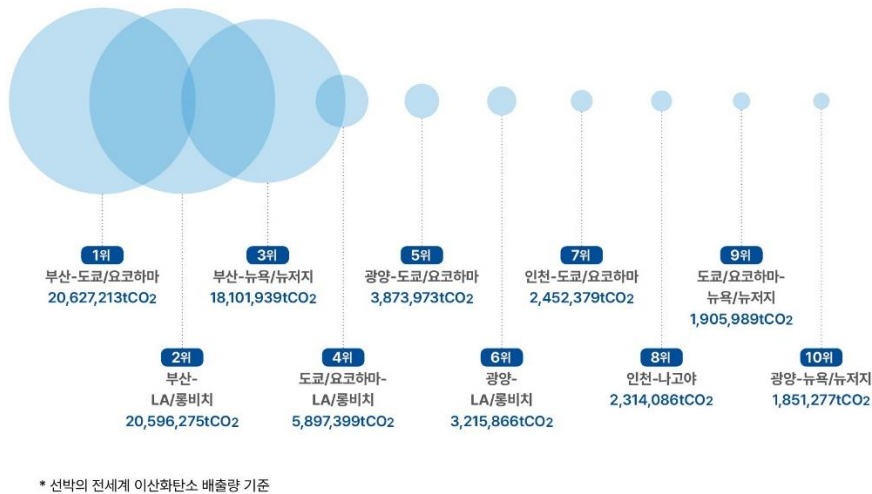 1위
부산-도쿄/요코하마
20,627,213tCO2
3위
부산-뉴욕/뉴저지
18,101,939tCO2
5위
광양-도쿄/요코하마
3,873,973tCO2
7위
인천-도쿄/요코하마
2,452,379tCO2
9위
도쿄/요코하마-
뉴욕/뉴저지
1,905,989tCO2
2위
부산-
LA/롱비치
20,596,275tCO2
4위
도쿄/요코하마-
LA/롱비치
5,897,399tCO2
6위
광양-
LA/롱비치
3,215,866tCO2
8위
인천-나고야
2,314,086tCO2
10위
광양-뉴욕/뉴저지
1,851,277tCO2
* 선박의 전세계 이산화탄소 배출량 기준